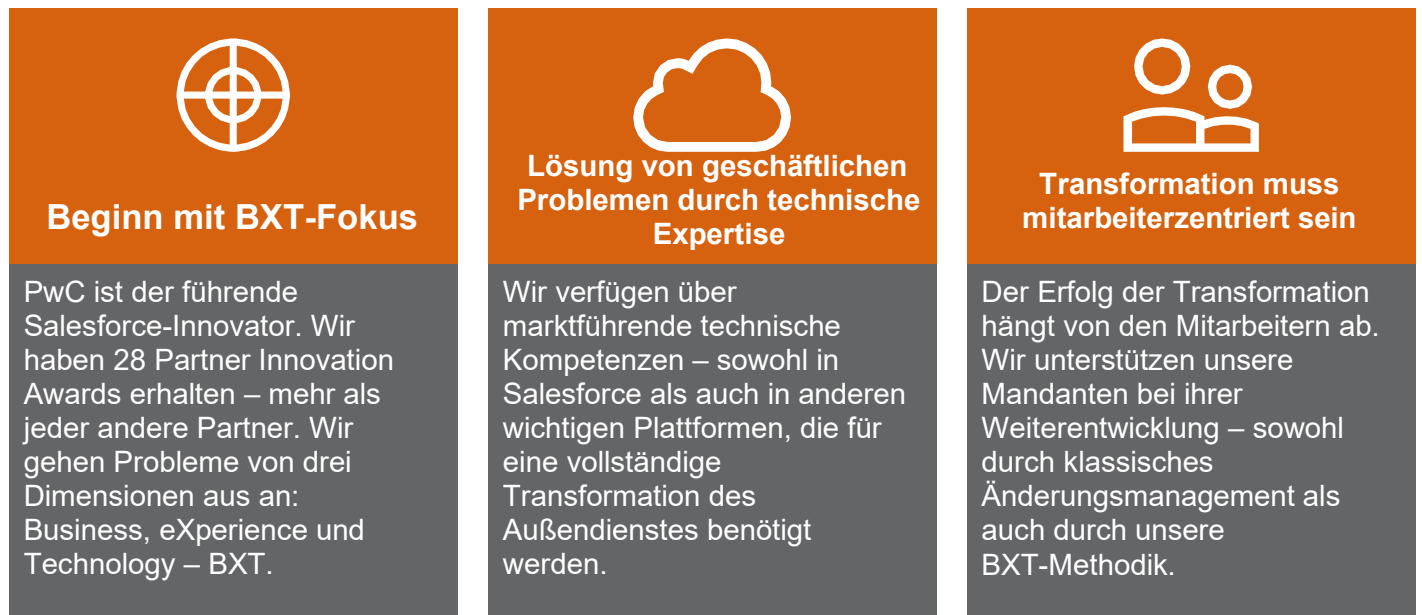 Beginn mit BXT-Fokus
PwC ist der führende
Salesforce-Innovator. Wir
haben 28 Partner Innovation
Awards erhalten – mehr als
jeder andere Partner. Wir
gehen Probleme von drei
Dimensionen aus an:
Business, eXperience und
Technology – BXT.
Lösung von geschäftlichen
Problemen durch technische
Expertise
Wir verfügen über
marktführende technische
Kompetenzen – sowohl in
Salesforce als auch in anderen
wichtigen Plattformen, die für
eine vollständige
Transformation des
Außendienstes benötigt
werden.
Transformation muss
mitarbeiterzentriert sein
Der Erfolg der Transformation
hängt von den Mitarbeitern ab.
Wir unterstützen unsere
Mandanten bei ihrer
Weiterentwicklung – sowohl
durch klassisches
Änderungsmanagement als
auch durch unsere
BXT-Methodik.